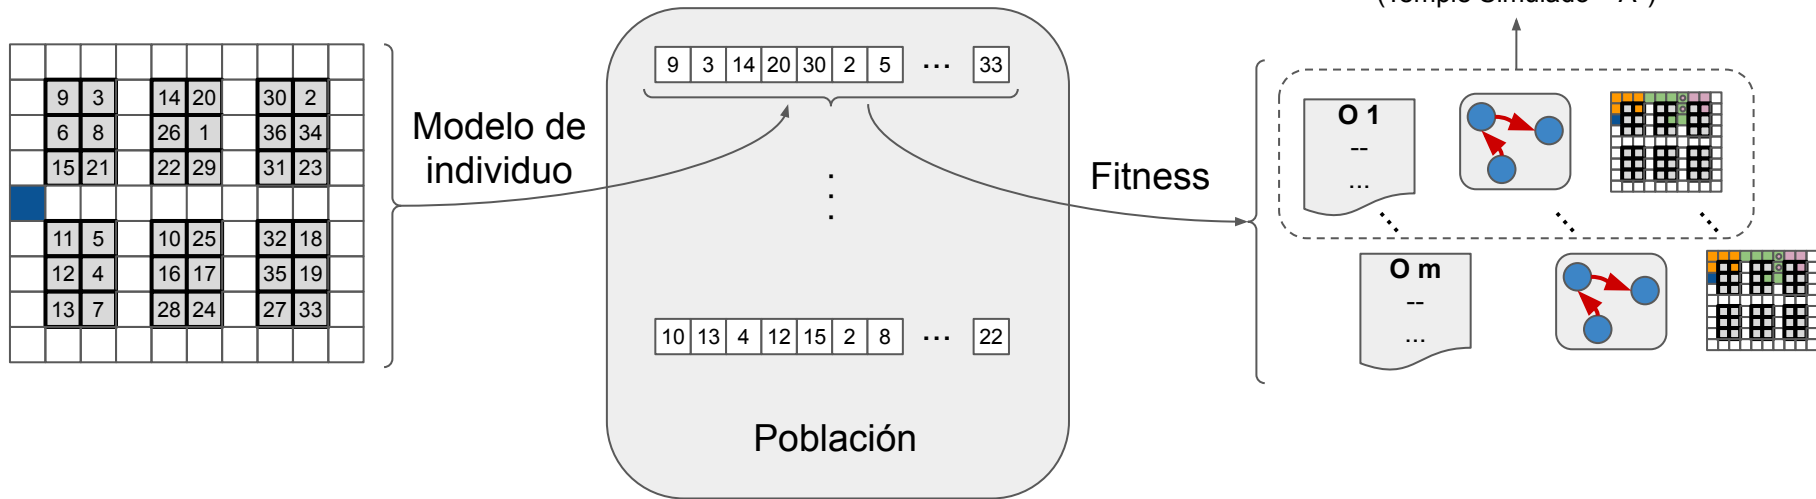 9 3 14 20 30 2
6 8 26 1 36 34
15 21 22 29 31 23
11 5 10 25 32 18
12 4 16 17 35 19
13 7 28 24 27 33
Modelo de
individuo
9 3 14 20 30 2 5 ... 33
10 13 4 12 15 2 8 ... 22
Población
Fitness
O 1
--
...
O m
--
...